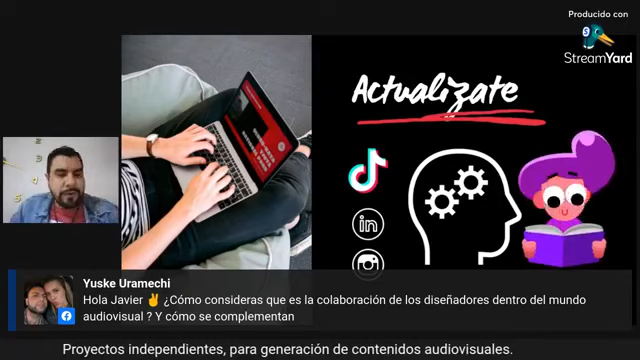 Producido con
StreamYard
Actualízate
in
Yuske Uramechi
Hola Javier ✌ ¿Cómo consideras que es la colaboración de los diseñadores dentro del mundo
audiovisual ? Y cómo se complementan
Proyectos independientes, para generación de contenidos audiovisuales.